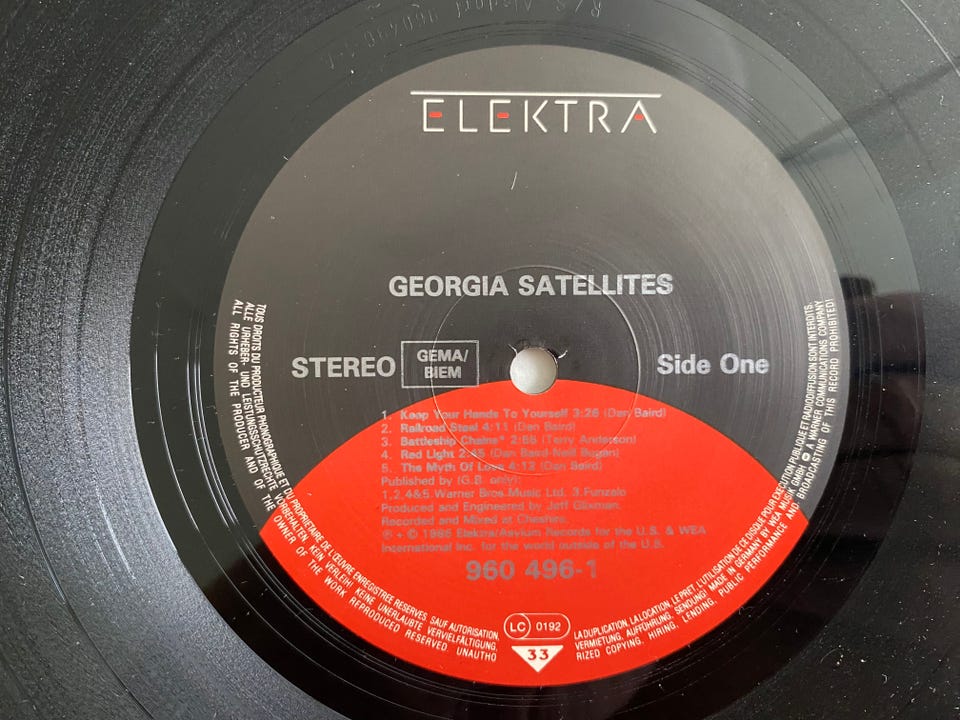 ELEKTRA
GEORGIA SATELLITES
STEREO
GEMA/
BIEM
Side One
1. Keep Your Hands To Yourself 3:26 (Dan Baird)
2. Railroad Steel 4:11 (Dan Baird)
3. Battleship Chains* 2:55 (Terry Anderson)
4. Red Light 2:45 (Dan Baird-Neill Bogan)
5. The Myth Of Love 4:13 (Dan Baird)
Published by (G.B. only):
1,2,4&5 Warner Bros. Music Ltd. 3 Funzalo
Produced and Engineered by Jeff Glixman.
Recorded and Mixed at Cheshire.
℗ + © 1986 Elektra/Asylum Records for the U.S. & WEA
International Inc. for the world outside of the U.S.
960 496-1
LC 0192
33
TOUS DROITS DU PRODUCTEUR PHONOGRAPHIQUE ET DU PROPRIETAIRE DE L'ŒUVRE ENREGISTREE RESERVES SAUF AUTORISATION,
LA DUPLICATION, LA LOCATION, LE PRET, L'UTILISATION DE CE DISQUE POUR EXECUTION PUBLIQUE ET RADIODIFFUSION SONT INTERDITS.
ALLE URHEBER- UND LEISTUNGSSCHUTZRECHTE VORBEHALTEN. KEIN VERLEIH! KEINE UNERLAUBTE VERVIELFÄLTIGUNG,
VERMIETUNG, AUFFÜHRUNG, SENDUNG! MADE IN GERMANY BY WEA MUSIK GMBH A WARNER COMMUNICATIONS COMPANY
ALL RIGHTS OF THE PRODUCER AND OF THE OWNER OF THE WORK REPRODUCED RESERVED. UNAUTHO
RIZED COPYING, HIRING, LENDING, PUBLIC PERFORMANCE AND BROADCASTING OF THIS RECORD PROHIBITED!